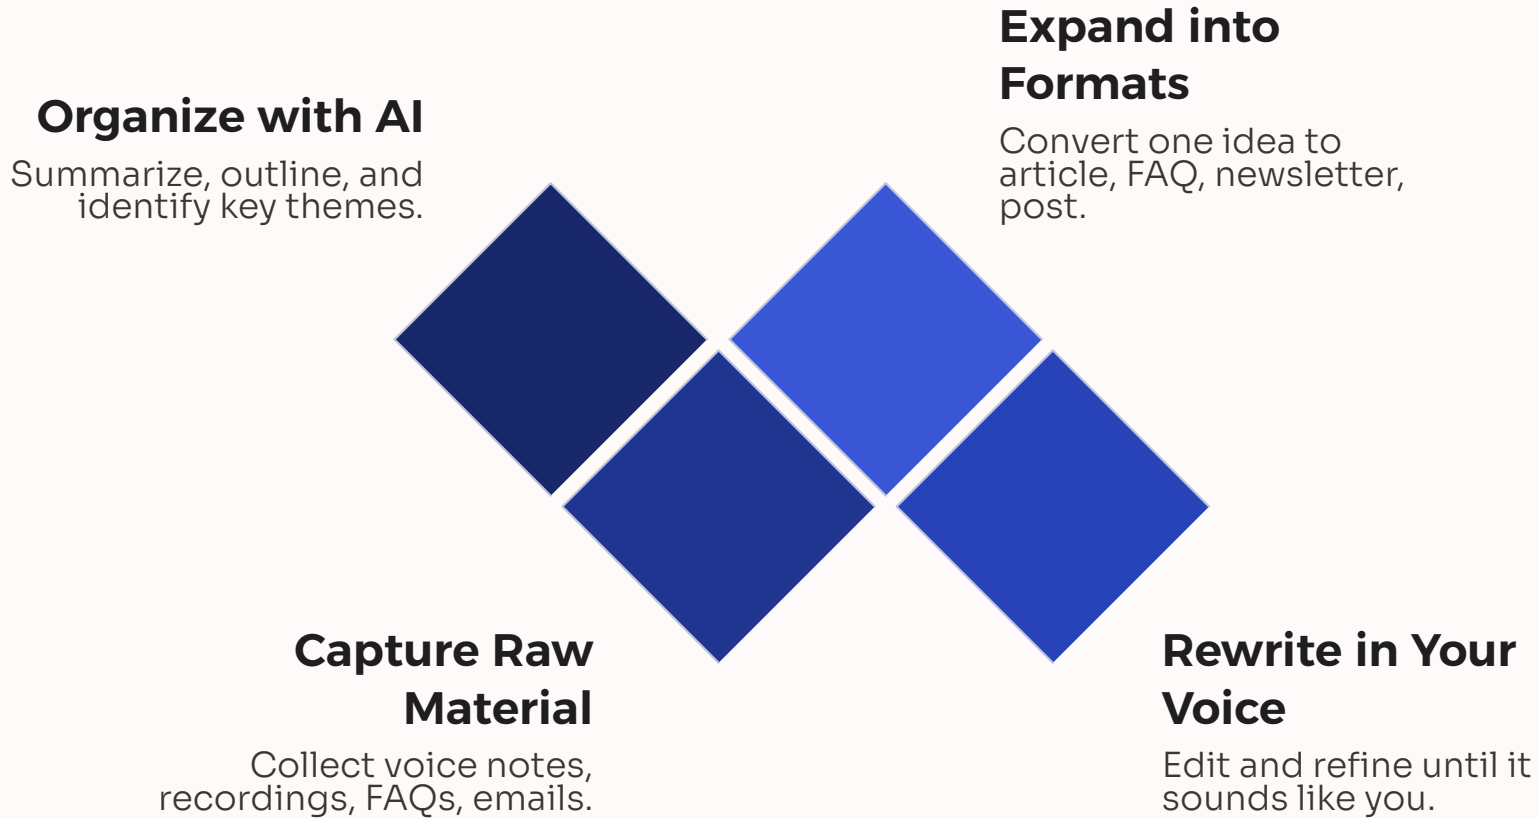 Organize with AI
Summarize, outline, and
identify key themes.
Expand into
Formats
Convert one idea to
article, FAQ, newsletter,
post.
Capture Raw
Material
Collect voice notes,
recordings, FAQs, emails.
Rewrite in Your
Voice
Edit and refine until it
sounds like you.